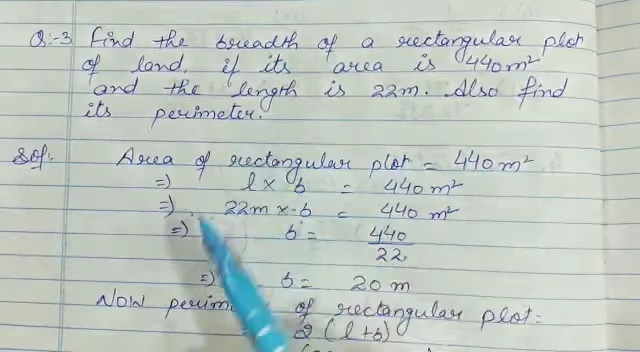 Q:-3 Find the breadth of a rectangular plot
of land, if its area is 440m²
and the length is 22m. Also find
its perimeter.
Sol. Area of rectangular plot = 440m²
=) l x b = 440m²
=) 22m x b = 440 m²
=) b = 440
22
=) b = 20 m
Now perim of rectangular plot =
2 (l+b)